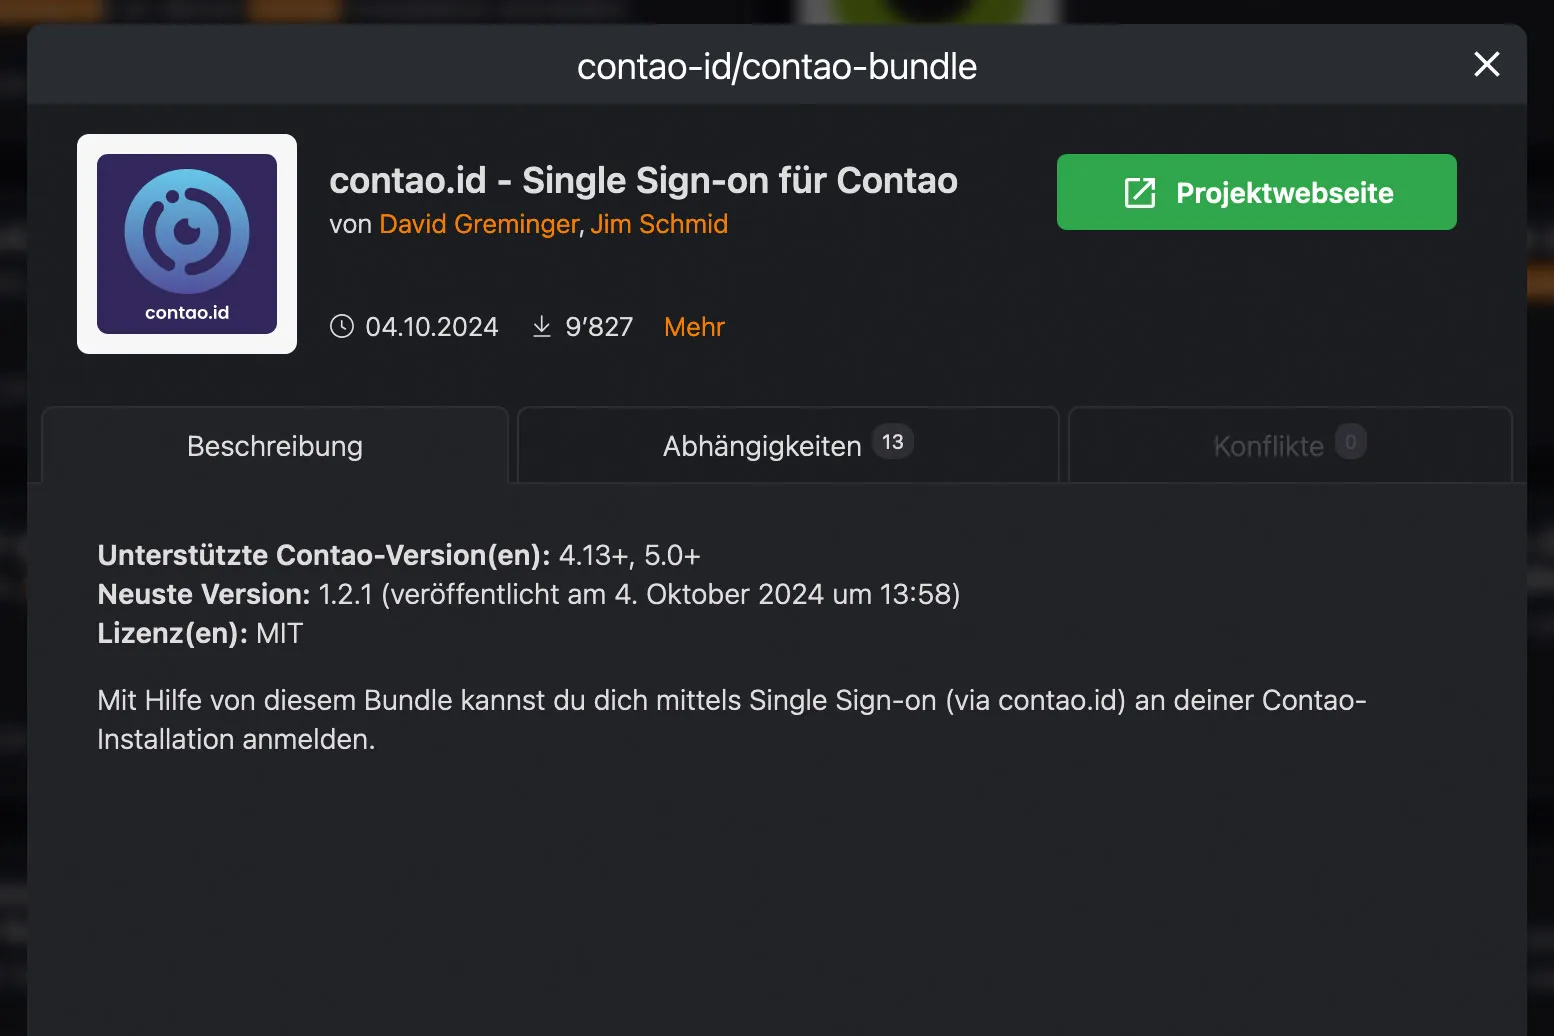 contao-id/contao-bundle
contao.id
contao.id - Single Sign-on für Contao
von David Greminger, Jim Schmid
Projektwebseite
04.10.2024 9’827 Mehr
Beschreibung
Abhängigkeiten 13
Konflikte 0
Unterstützte Contao-Version(en): 4.13+, 5.0+
Neuste Version: 1.2.1 (veröffentlicht am 4. Oktober 2024 um 13:58)
Lizenz(en): MIT
Mit Hilfe von diesem Bundle kannst du dich mittels Single Sign-on (via contao.id) an deiner Contao-
Installation anmelden.